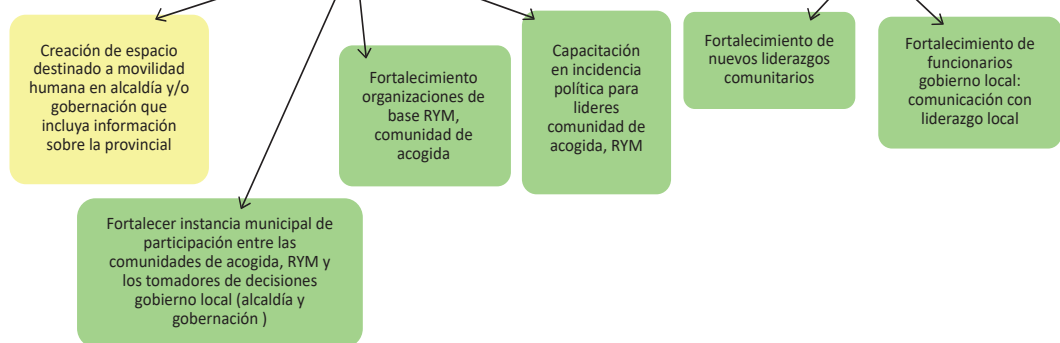 Creación de espacio
destinado a movilidad
humana en alcaldía y/o
gobernación que
incluya información
sobre la provincial
Fortalecimiento
organizaciones de
base RYM,
comunidad de
acogida
Capacitación
en incidencia
política para
lideres
comunidad de
acogida, RYM
Fortalecimiento de
nuevos liderazgos
comunitarios
Fortalecimiento de
funcionarios
gobierno local:
comunicación con
liderazgo local
Fortalecer instancia municipal de
participación entre las
comunidades de acogida, RYM y
los tomadores de decisiones
gobierno local (alcaldía y
gobernación )